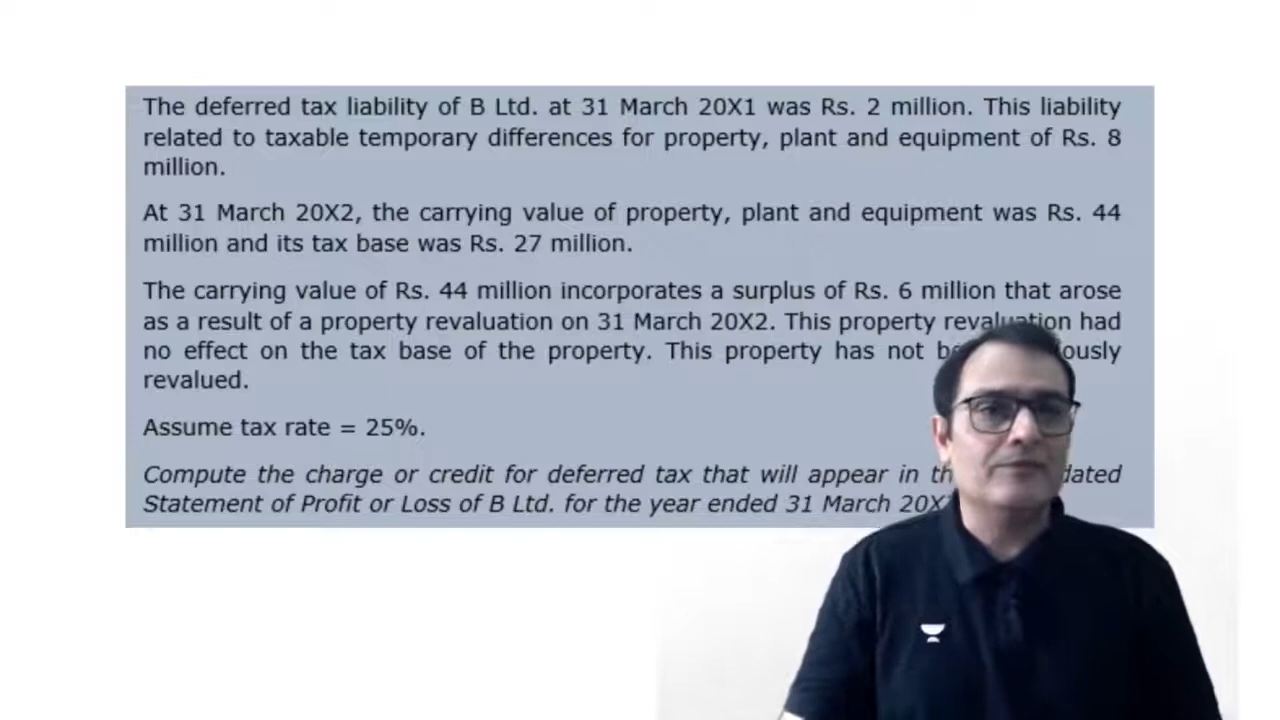 The deferred tax liability of B Ltd. at 31 March 20X1 was Rs. 2 million. This liability
related to taxable temporary differences for property, plant and equipment of Rs. 8
million.
At 31 March 20X2, the carrying value of property, plant and equipment was Rs. 44
million and its tax base was Rs. 27 million.
The carrying value of Rs. 44 million incorporates a surplus of Rs. 6 million that arose
as a result of a property revaluation on 31 March 20X2. This property revaluation had
no effect on the tax base of the property. This property has not
revalued.
Assume tax rate = 25%.
Compute the charge or credit for deferred tax that will appear in
Statement of Profit or Loss of B Ltd. for the year ended 31 March